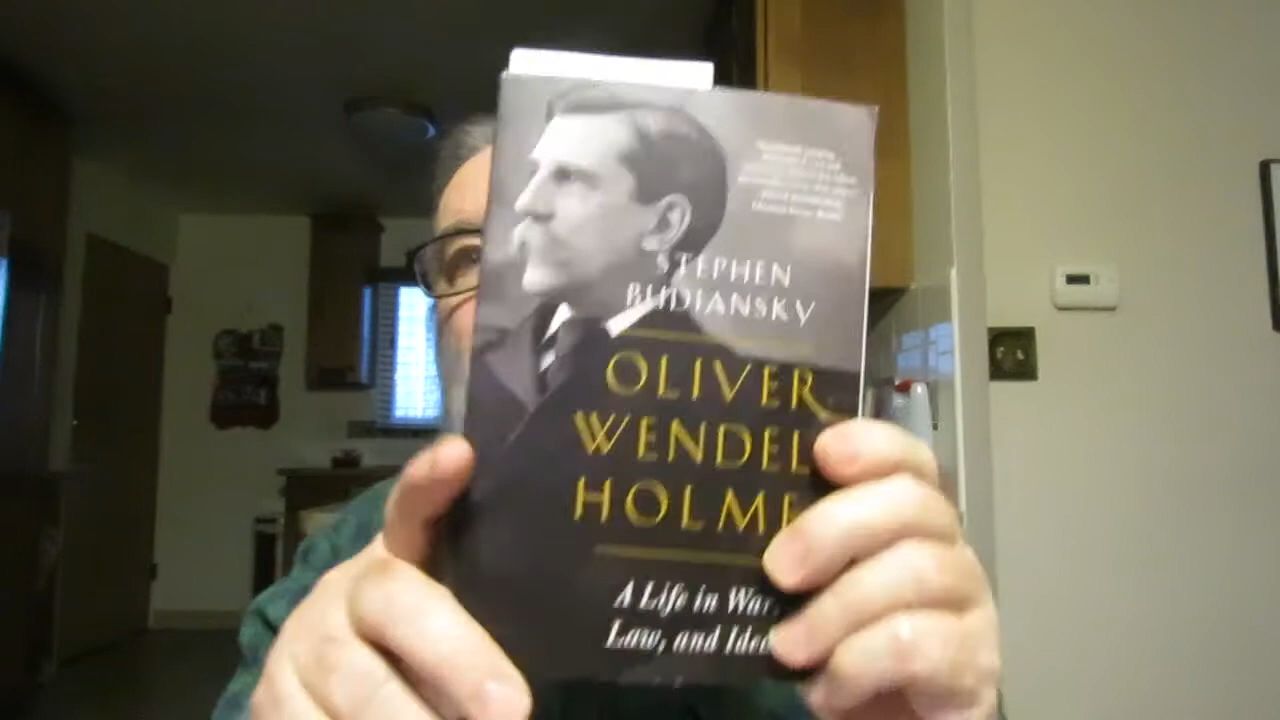 STEPHEN
BUDIANSKY
OLIVER
WENDEL
HOLME
A Life in War,
Law, and Idea